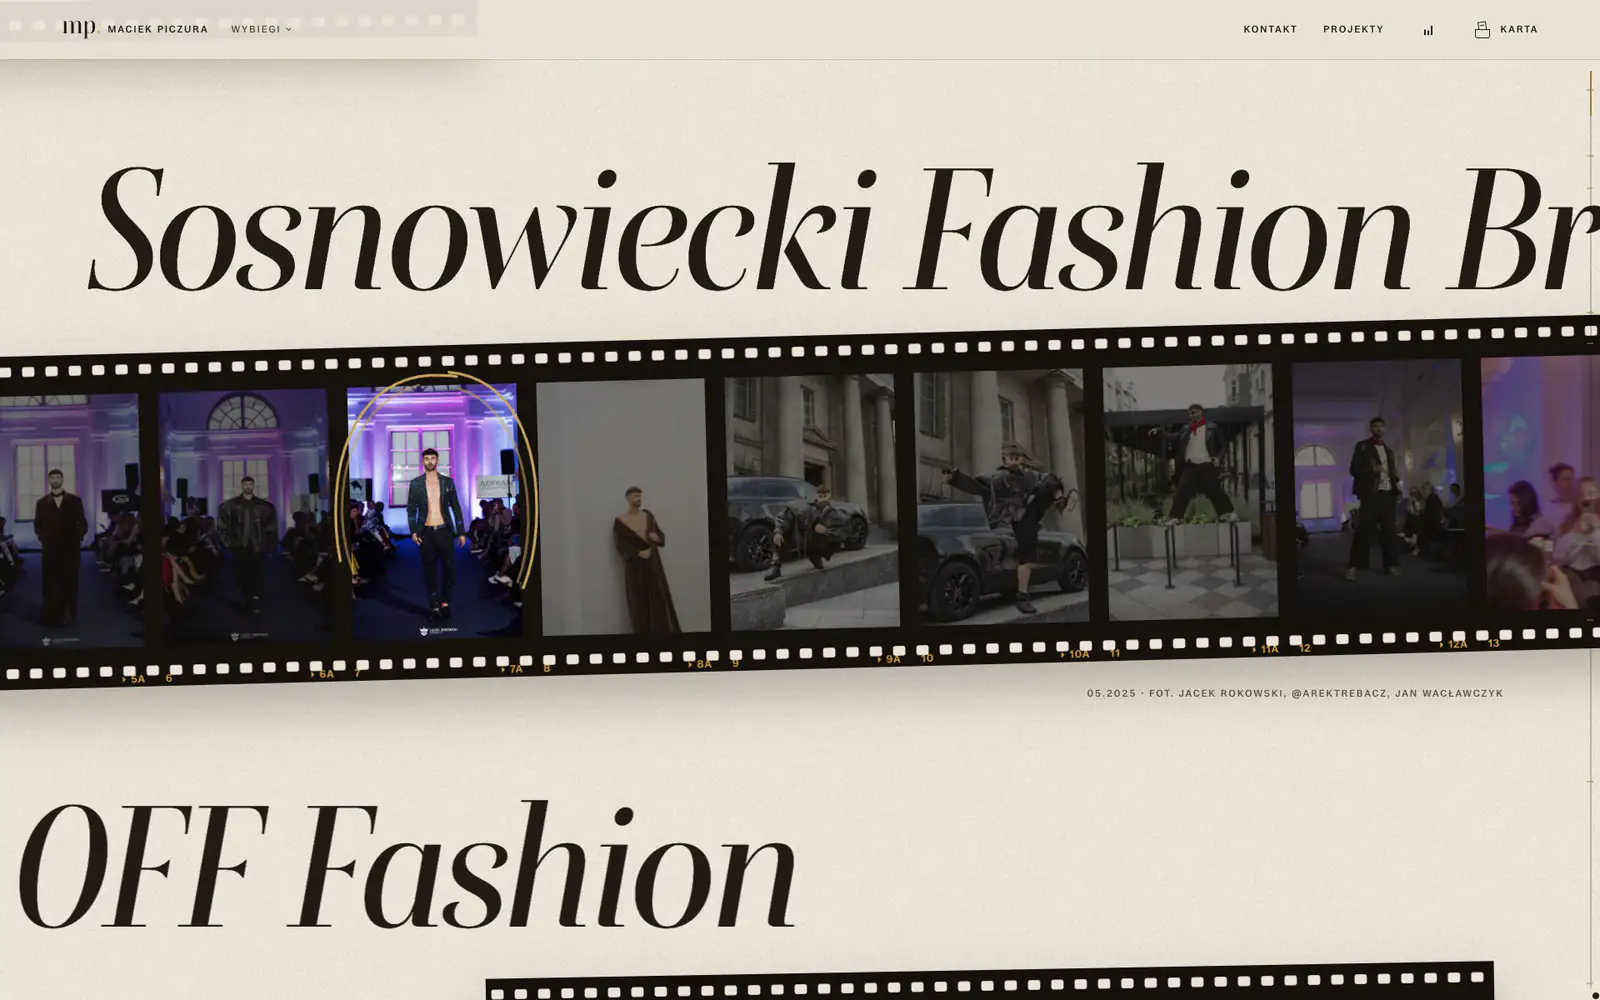 mp. MACIEK PICZURA WYBIEGI KONTAKT PROJEKTY KARTA
Sosnowiecki Fashion Br
5A 6 6A 7 7A 8 8A 9 9A 10 10A 11 11A 12 12A 13
05.2025 · FOT. JACEK ROKOWSKI, @AREKTREBACZ, JAN WACŁAWCZYK
OFF Fashion